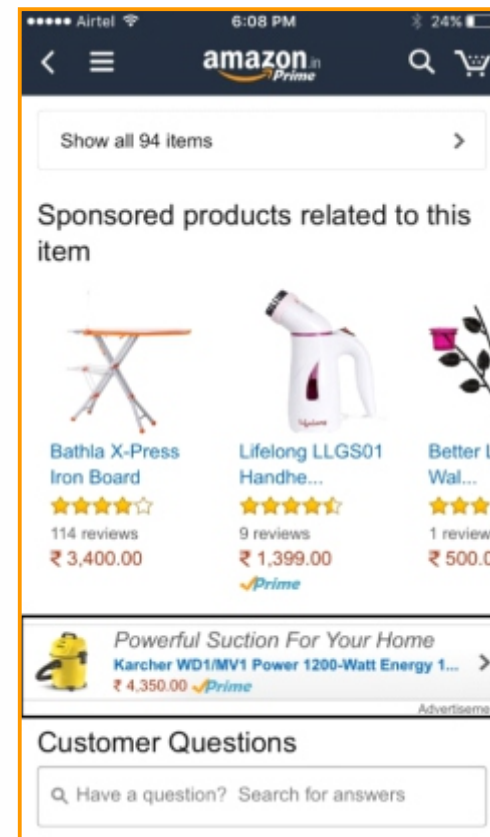 Airtel 6:08 PM 24%
amazon.in
Prime
Show all 94 items
Sponsored products related to this
item
Lifelong
Bathla X-Press
Iron Board
114 reviews
₹ 3,400.00
Lifelong LLGS01
Handhe...
9 reviews
₹ 1,399.00
Prime
Better L
Wal...
1 review
₹ 500.0
Powerful Suction For Your Home
Karcher WD1/MV1 Power 1200-Watt Energy 1...
₹ 4,350.00 Prime
Advertiseme
Customer Questions
Have a question? Search for answers